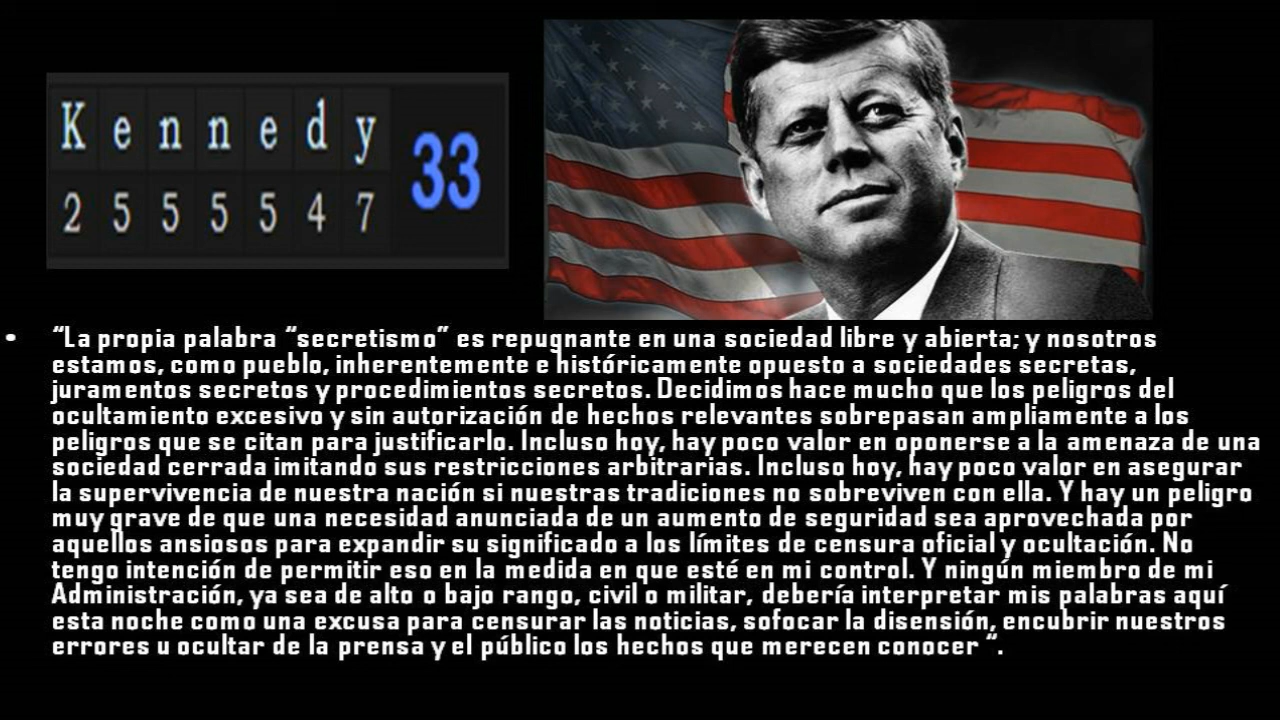 K e n n e d y 33
2 5 5 5 5 4 7
• “La propia palabra “secretismo” es repugnante en una sociedad libre y abierta; y nosotros
estamos, como pueblo, inherentemente e históricamente opuesto a sociedades secretas,
juramentos secretos y procedimientos secretos. Decidimos hace mucho que los peligros del
ocultamiento excesivo y sin autorización de hechos relevantes sobrepasan ampliamente a los
peligros que se citan para justificarlo. Incluso hoy, hay poco valor en oponerse a la amenaza de una
sociedad cerrada imitando sus restricciones arbitrarias. Incluso hoy, hay poco valor en asegurar
la supervivencia de nuestra nación si nuestras tradiciones no sobreviven con ella. Y hay un peligro
muy grave de que una necesidad anunciada de un aumento de seguridad sea aprovechada por
aquellos ansiosos para expandir su significado a los límites de censura oficial y ocultación. No
tengo intención de permitir eso en la medida en que esté en mi control. Y ningún miembro de mi
Administración, ya sea de alto o bajo rango, civil o militar, debería interpretar mis palabras aquí
esta noche como una excusa para censurar las noticias, sofocar la disensión, encubrir nuestros
errores u ocultar de la prensa y el público los hechos que merecen conocer “.